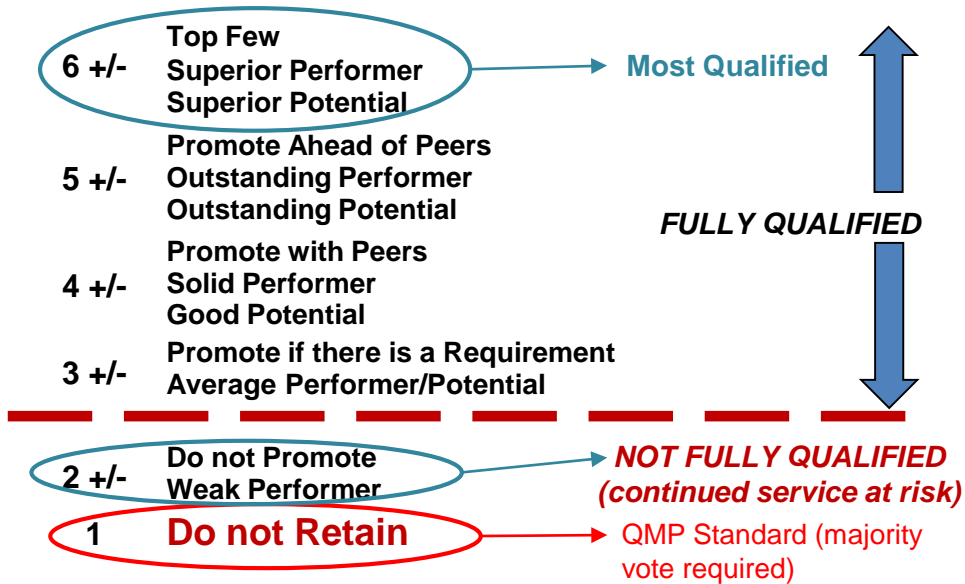 Top Few
6 +/- Superior Performer
Superior Potential
Most Qualified
Promote Ahead of Peers
5 +/- Outstanding Performer
Outstanding Potential
FULLY QUALIFIED
Promote with Peers
4 +/- Solid Performer
Good Potential
Promote if there is a Requirement
3 +/- Average Performer/Potential
Do not Promote
2 +/- Weak Performer
NOT FULLY QUALIFIED
(continued service at risk)
1 Do not Retain
QMP Standard (majority
vote required)